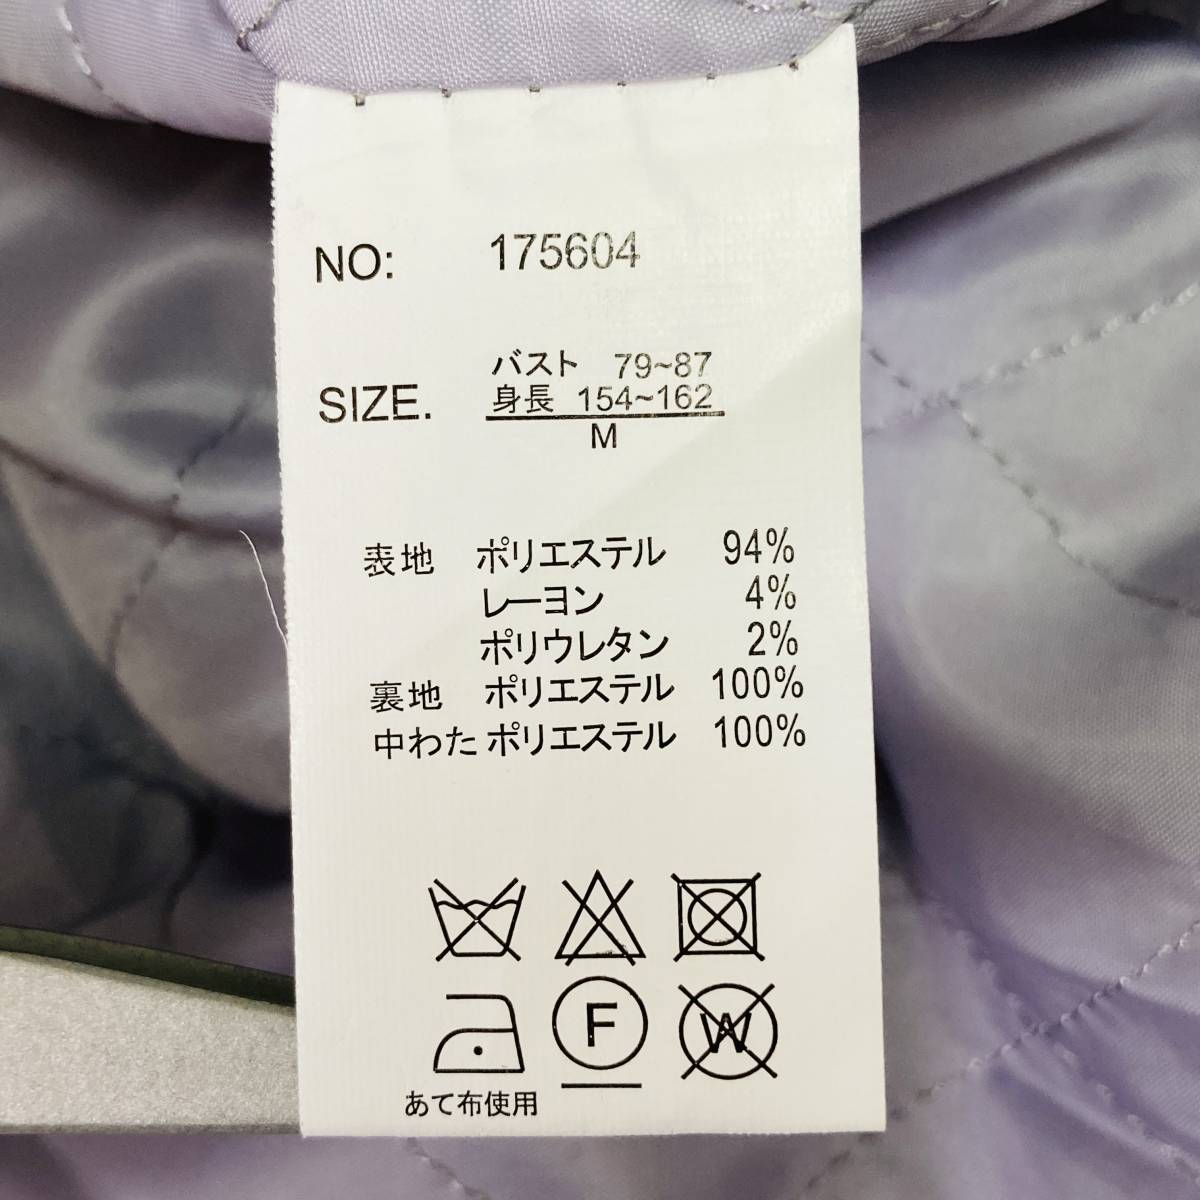 NO: 175604
バスト 79~87
SIZE. 身長 154~162
M
表地 ポリエステル 94%
レーヨン 4%
ポリウレタン 2%
裏地 ポリエステル 100%
中わた ポリエステル 100%
F W
あて布使用